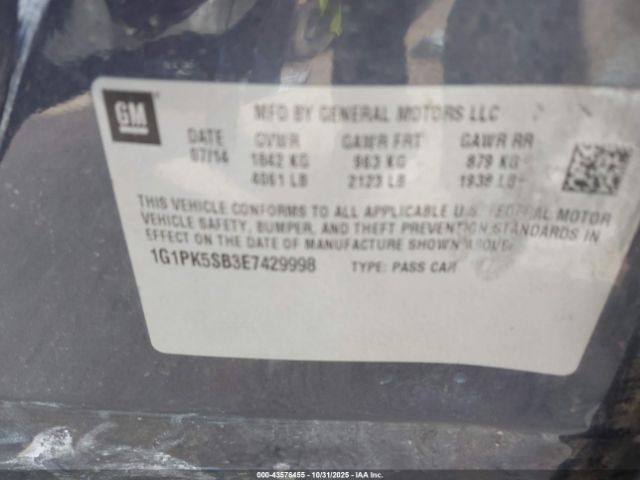 GM
MFD BY GENERAL MOTORS LLC
DATE GVWR GAWR FRT GAWR RR
07/14 1842 KG 963 KG 879 KG
4061 LB 2123 LB 1938 LB
THIS VEHICLE CONFORMS TO ALL APPLICABLE U.S. FEDERAL MOTOR
VEHICLE SAFETY, BUMPER, AND THEFT PREVENTION STANDARDS IN
EFFECT ON THE DATE OF MANUFACTURE SHOWN ABOVE.
1G1PK5SB3E7429998 TYPE: PASS CAR
000-43576455 - 10/31/2025 - IAAI.CA